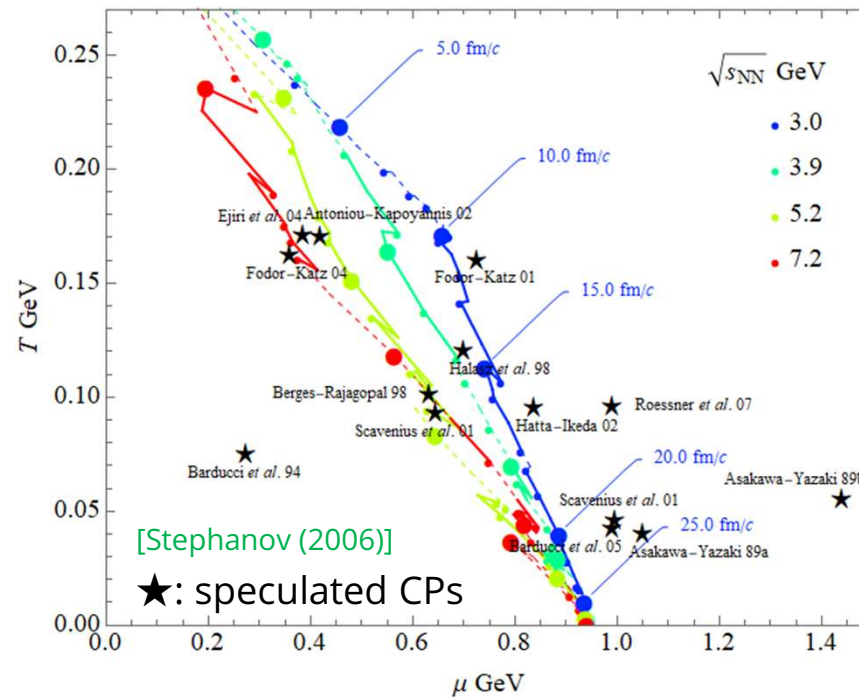 0.25
0.20
0.15
0.10
0.05
0.00
T GeV
0.0
0.2
0.4
0.6
0.8
1.0
1.2
1.4
μ GeV
√sNN GeV
3.0
3.9
5.2
7.2
5.0 fm/c
10.0 fm/c
15.0 fm/c
20.0 fm/c
25.0 fm/c
Ejiri et al. 04
Antoniou–Kapoyannis 02
Fodor–Katz 04
Fodor–Katz 01
Halasz et al. 98
Berges–Rajagopal 98
Scavenius et al. 01
Hatta–Ikeda 02
Roessner et al. 07
Barducci et al. 94
Asakawa–Yazaki 89b
Scavenius et al. 01
Barducci et al. 05
Asakawa–Yazaki 89a
[Stephanov (2006)]
★: speculated CPs